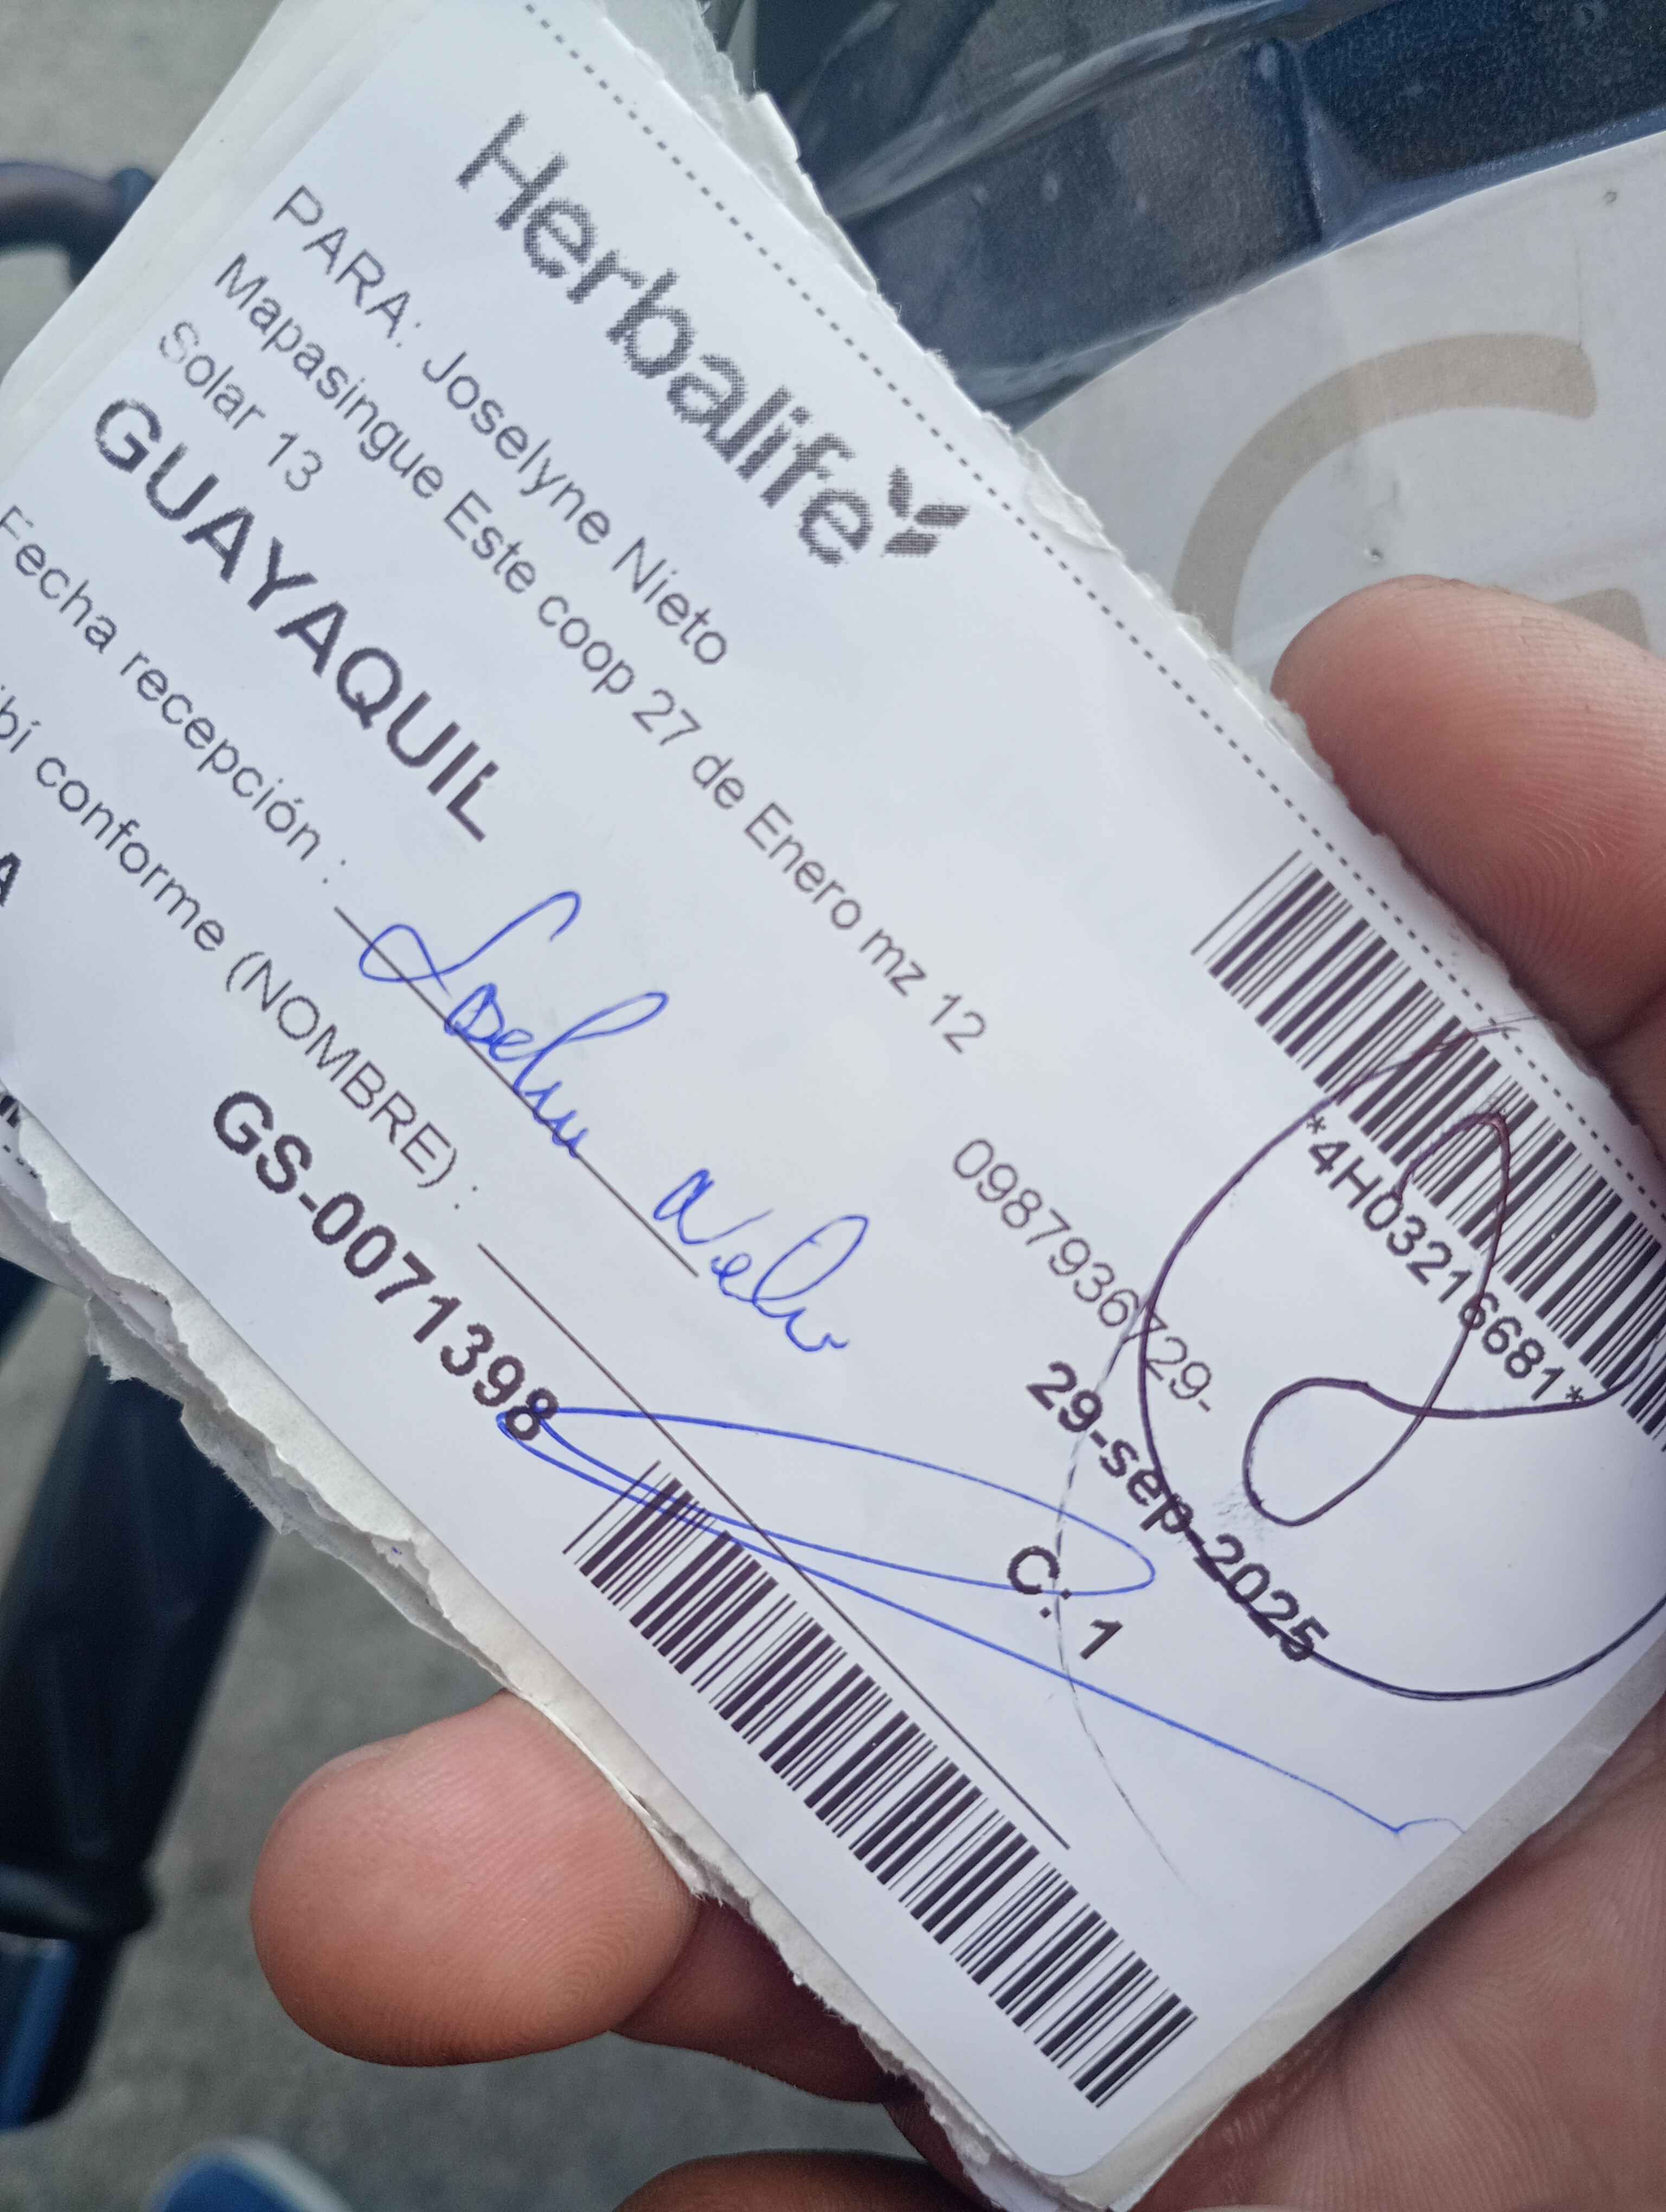 Herbalife
*4H03216681*
PARA: Joselyne Nieto
Mapasingue Este coop 27 de Enero mz 12
Solar 13
0987936729-
GUAYAQUIL
29-sep-2025
Fecha recepción :
C: 1
ibí conforme (NOMBRE) :
GS-0071398
A